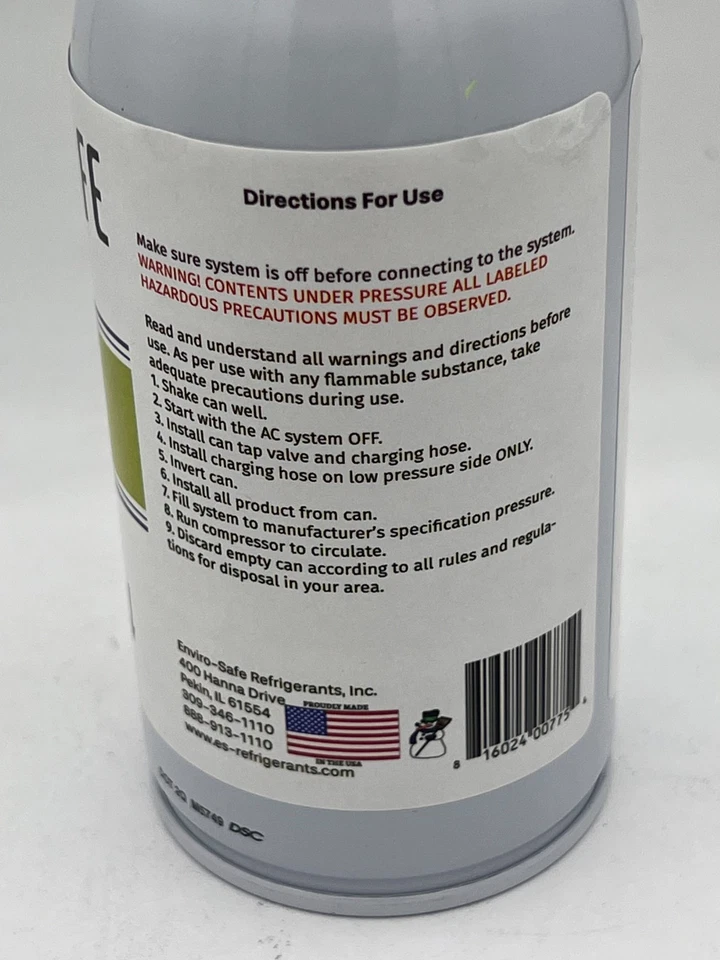 FE
Directions For Use
Make sure system is off before connecting to the system.
WARNING! CONTENTS UNDER PRESSURE ALL LABELED
HAZARDOUS PRECAUTIONS MUST BE OBSERVED.
Read and understand all warnings and directions before
use. As per use with any flammable substance, take
adequate precautions during use.
1. Shake can well.
2. Start with the AC system OFF.
3. Install can tap valve and charging hose.
4. Install charging hose on low pressure side ONLY.
5. Invert can.
6. Install all product from can.
7. Fill system to manufacturer's specification pressure.
8. Run compressor to circulate.
9. Discard empty can according to all rules and regula-
tions for disposal in your area.
Enviro-Safe Refrigerants, Inc.
400 Hanna Drive
Pekin, IL 61554
309-346-1110
888-913-1110
www.es-refrigerants.com
PROUDLY MADE
IN THE USA
8 16024 00775 4
M5749 DSC